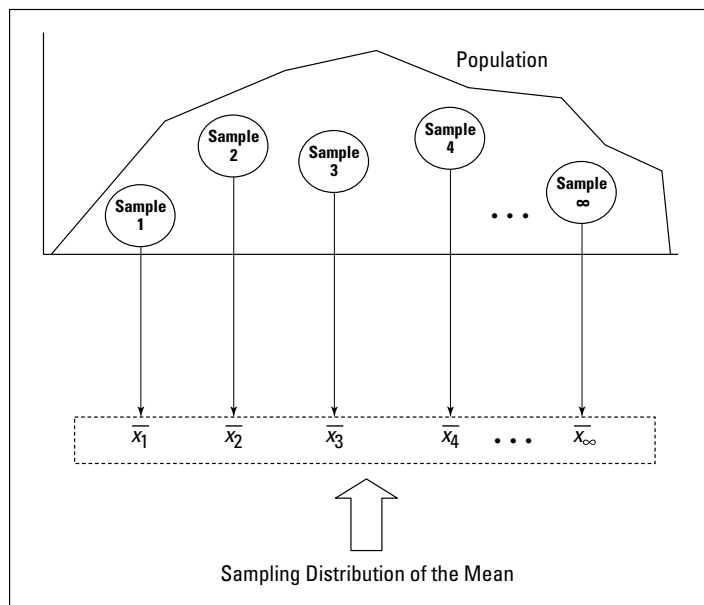 Population
Sample
2
Sample
4
Sample
3
Sample
∞
Sample
1
• • •
x̄₁ x̄₂ x̄₃ x̄₄ • • • x̄∞
Sampling Distribution of the Mean